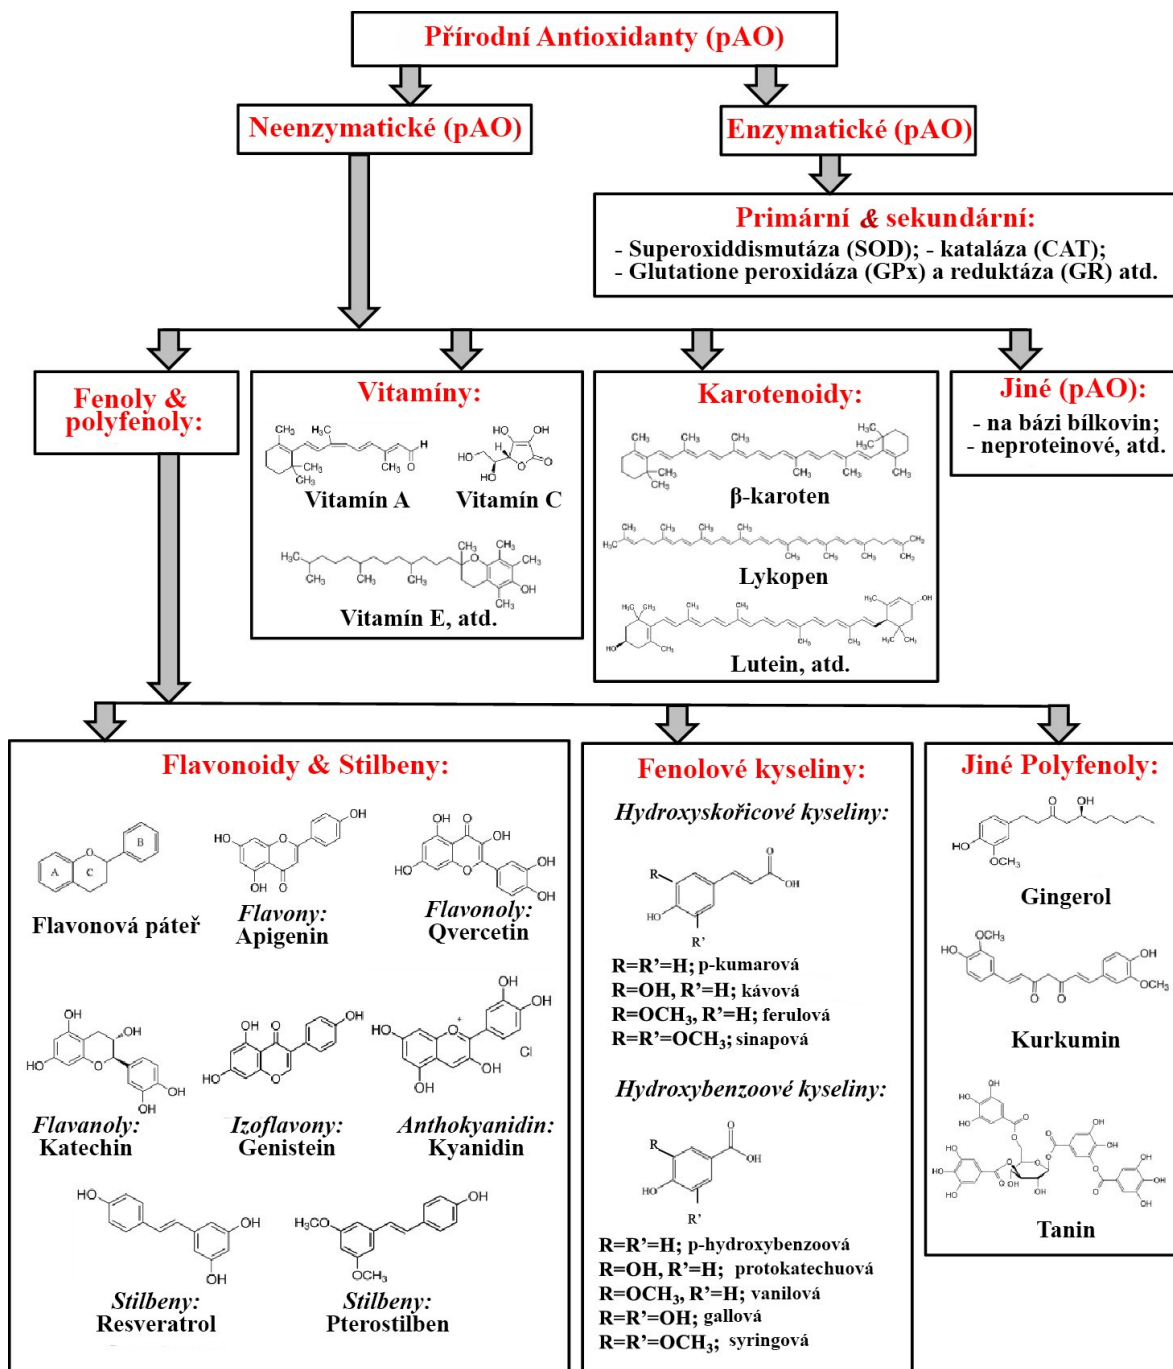 Přírodní Antioxidanty (pAO)
Neenzymatické (pAO)
Enzymatické (pAO)
Primární & sekundární:
- Superoxiddismutáza (SOD); - kataláza (CAT);
- Glutatione peroxidáza (GPx) a reduktáza (GR) atd.
Fenoly &
polyfenoly:
Vitamíny:
Vitamín A
Vitamín C
Vitamín E, atd.
Karotenoidy:
β-karoten
Lykopen
Lutein, atd.
Jiné (pAO):
- na bázi bílkovin;
- neproteinové, atd.
Flavonoidy & Stilbeny:
A
C
B
Flavonová páteř
Flavony:
Apigenin
Flavonoly:
Qvercetin
Flavanoly:
Katechin
Izoflavony:
Genistein
Anthokyanidin:
Kyanidin
Stilbeny:
Resveratrol
Stilbeny:
Pterostilben
Fenolové kyseliny:
Hydroxyskořicové kyseliny:
R=R’=H; p-kumarová
R=OH, R’=H; kávová
R=OCH₃, R’=H; ferulová
R=R’=OCH₃; sinapová
Hydroxybenzoové kyseliny:
R=R’=H; p-hydroxybenzoová
R=OH, R’=H; protokatechuová
R=OCH₃, R’=H; vanilová
R=R’=OH; gallová
R=R’=OCH₃; syringová
Jiné Polyfenoly:
Gingerol
Kurkumin
Tanin